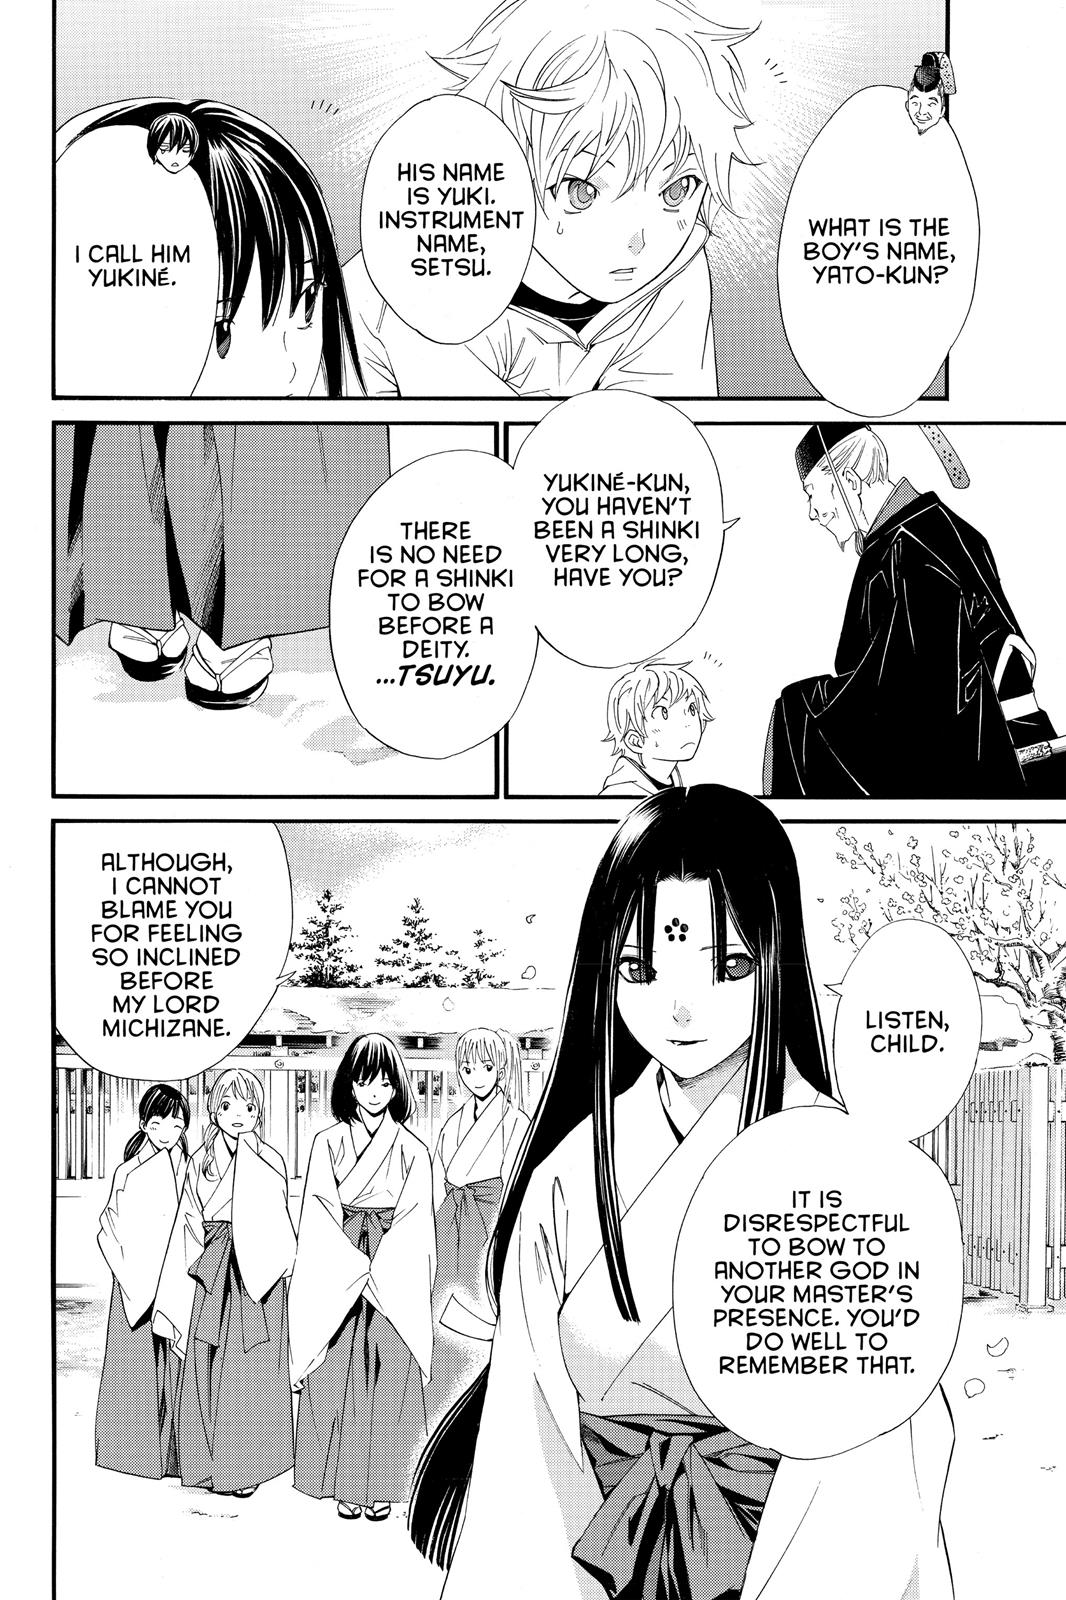 WHAT IS THE
BOY'S NAME,
YATO-KUN?
HIS NAME
IS YUKI.
INSTRUMENT
NAME,
SETSU.
I CALL HIM
YUKINÉ.
YUKINÉ-KUN,
YOU HAVEN'T
BEEN A SHINKI
VERY LONG,
HAVE YOU?
THERE
IS NO NEED
FOR A SHINKI
TO BOW
BEFORE A
DEITY.
...TSUYU.
LISTEN,
CHILD.
IT IS
DISRESPECTFUL
TO BOW TO
ANOTHER GOD IN
YOUR MASTER'S
PRESENCE. YOU'D
DO WELL TO
REMEMBER THAT.
ALTHOUGH,
I CANNOT
BLAME YOU
FOR FEELING
SO INCLINED
BEFORE
MY LORD
MICHIZANE.